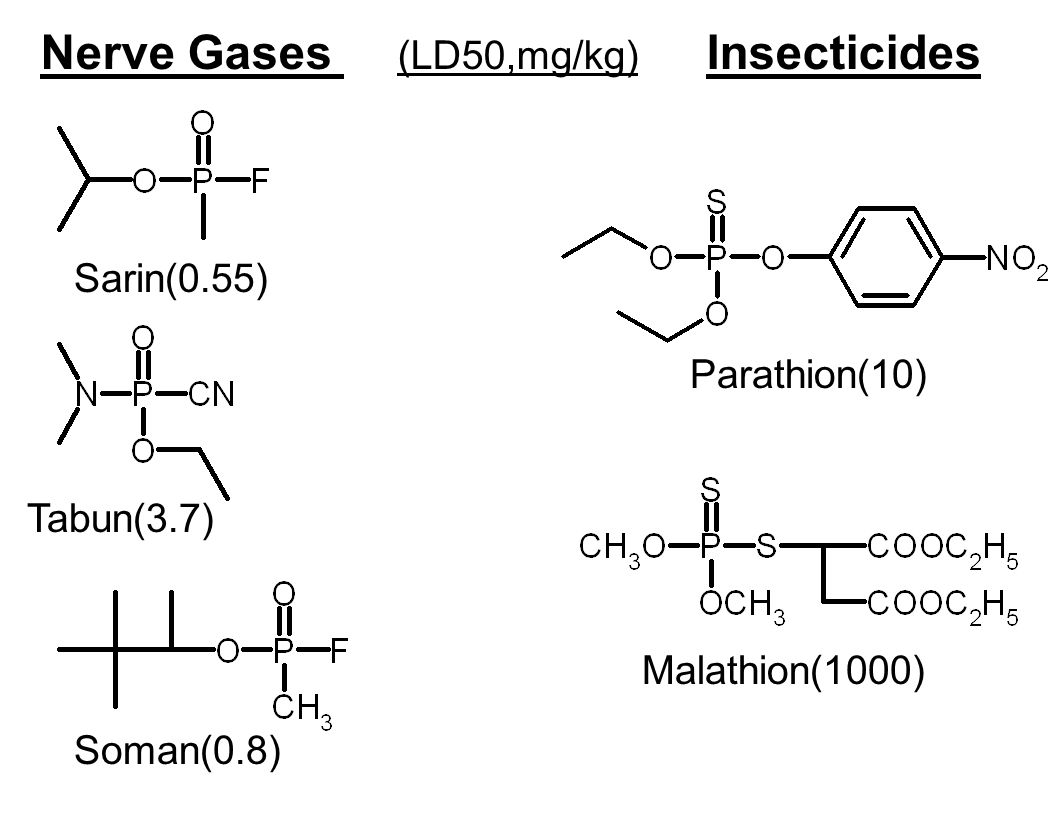 Nerve Gases (LD50,mg/kg) Insecticides
O
O P F
Sarin(0.55)
O
N P CN
O
Tabun(3.7)
O
O P F
CH3
Soman(0.8)
S
O P O NO2
O
Parathion(10)
S
CH3O P S COOC2H5
OCH3 COOC2H5
Malathion(1000)